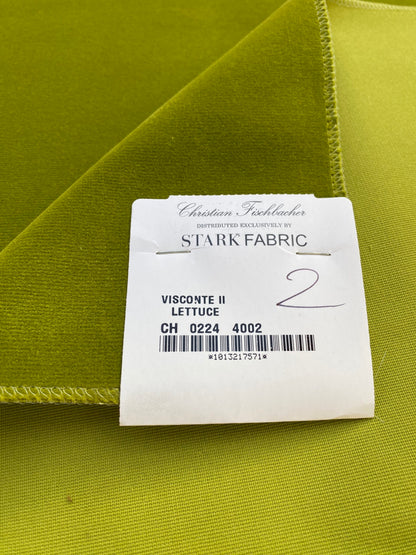 Christian Fischbacher
DISTRIBUTED EXCLUSIVELY BY
STARK FABRIC
2
VISCONTE II
LETTUCE
CH 0224 4002
*1013217571*